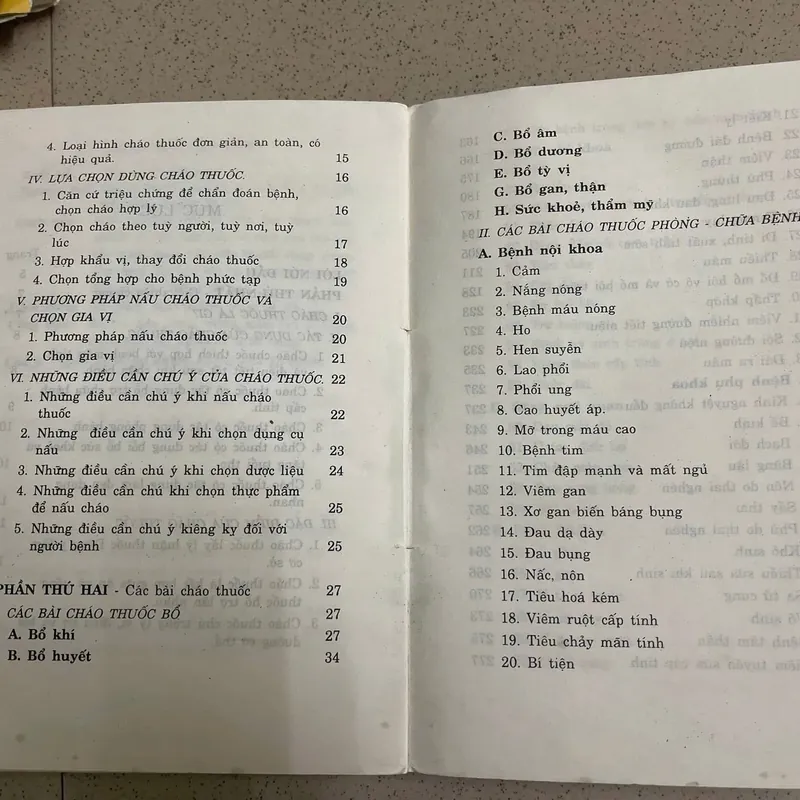 4. Loại hình cháo thuốc đơn giản, an toàn, có
hiệu quả. 15
IV. LỰA CHỌN DÙNG CHÁO THUỐC. 16
1. Căn cứ triệu chứng để chẩn đoán bệnh,
chọn cháo hợp lý 16
2. Chọn cháo theo tuỳ người, tuỳ nơi, tuỳ
lúc 17
3. Hợp khẩu vị, thay đổi cháo thuốc 18
4. Chọn tổng hợp cho bệnh phức tạp 19
V. PHƯƠNG PHÁP NẤU CHÁO THUỐC VÀ
CHỌN GIA VỊ 20
1. Phương pháp nấu cháo thuốc 20
2. Chọn gia vị 21
VI. NHỮNG ĐIỀU CẦN CHÚ Ý CỦA CHÁO THUỐC. 22
1. Những điều cần chú ý khi nấu cháo
thuốc 22
2. Những điều cần chú ý khi chọn dụng cụ
nấu 23
3. Những điều cần chú ý khi chọn dược liệu 24
4. Những điều cần chú ý khi chọn thực phẩm
để nấu cháo 25
5. Những điều cần chú ý kiêng kỵ đối với
người bệnh 25
PHẦN THỨ HAI - Các bài cháo thuốc 27
CÁC BÀI CHÁO THUỐC BỔ 27
A. Bổ khí 27
B. Bổ huyết 34
C. Bổ âm
D. Bổ dương
E. Bổ tỳ vị
G. Bổ gan, thận
H. Sức khoẻ, thẩm mỹ
II. CÁC BÀI CHÁO THUỐC PHÒNG - CHỮA BỆNH
A. Bệnh nội khoa
1. Cảm
2. Nắng nóng
3. Bệnh máu nóng
4. Ho
5. Hen suyễn
6. Lao phổi
7. Phổi ung
8. Cao huyết áp.
9. Mỡ trong máu cao
10. Bệnh tim
11. Tim đập mạnh và mất ngủ
12. Viêm gan
13. Xơ gan biến báng bụng
14. Đau dạ dày
15. Đau bụng
16. Nấc, nôn
17. Tiêu hoá kém
18. Viêm ruột cấp tính
19. Tiêu chảy mãn tính
20. Bí tiện